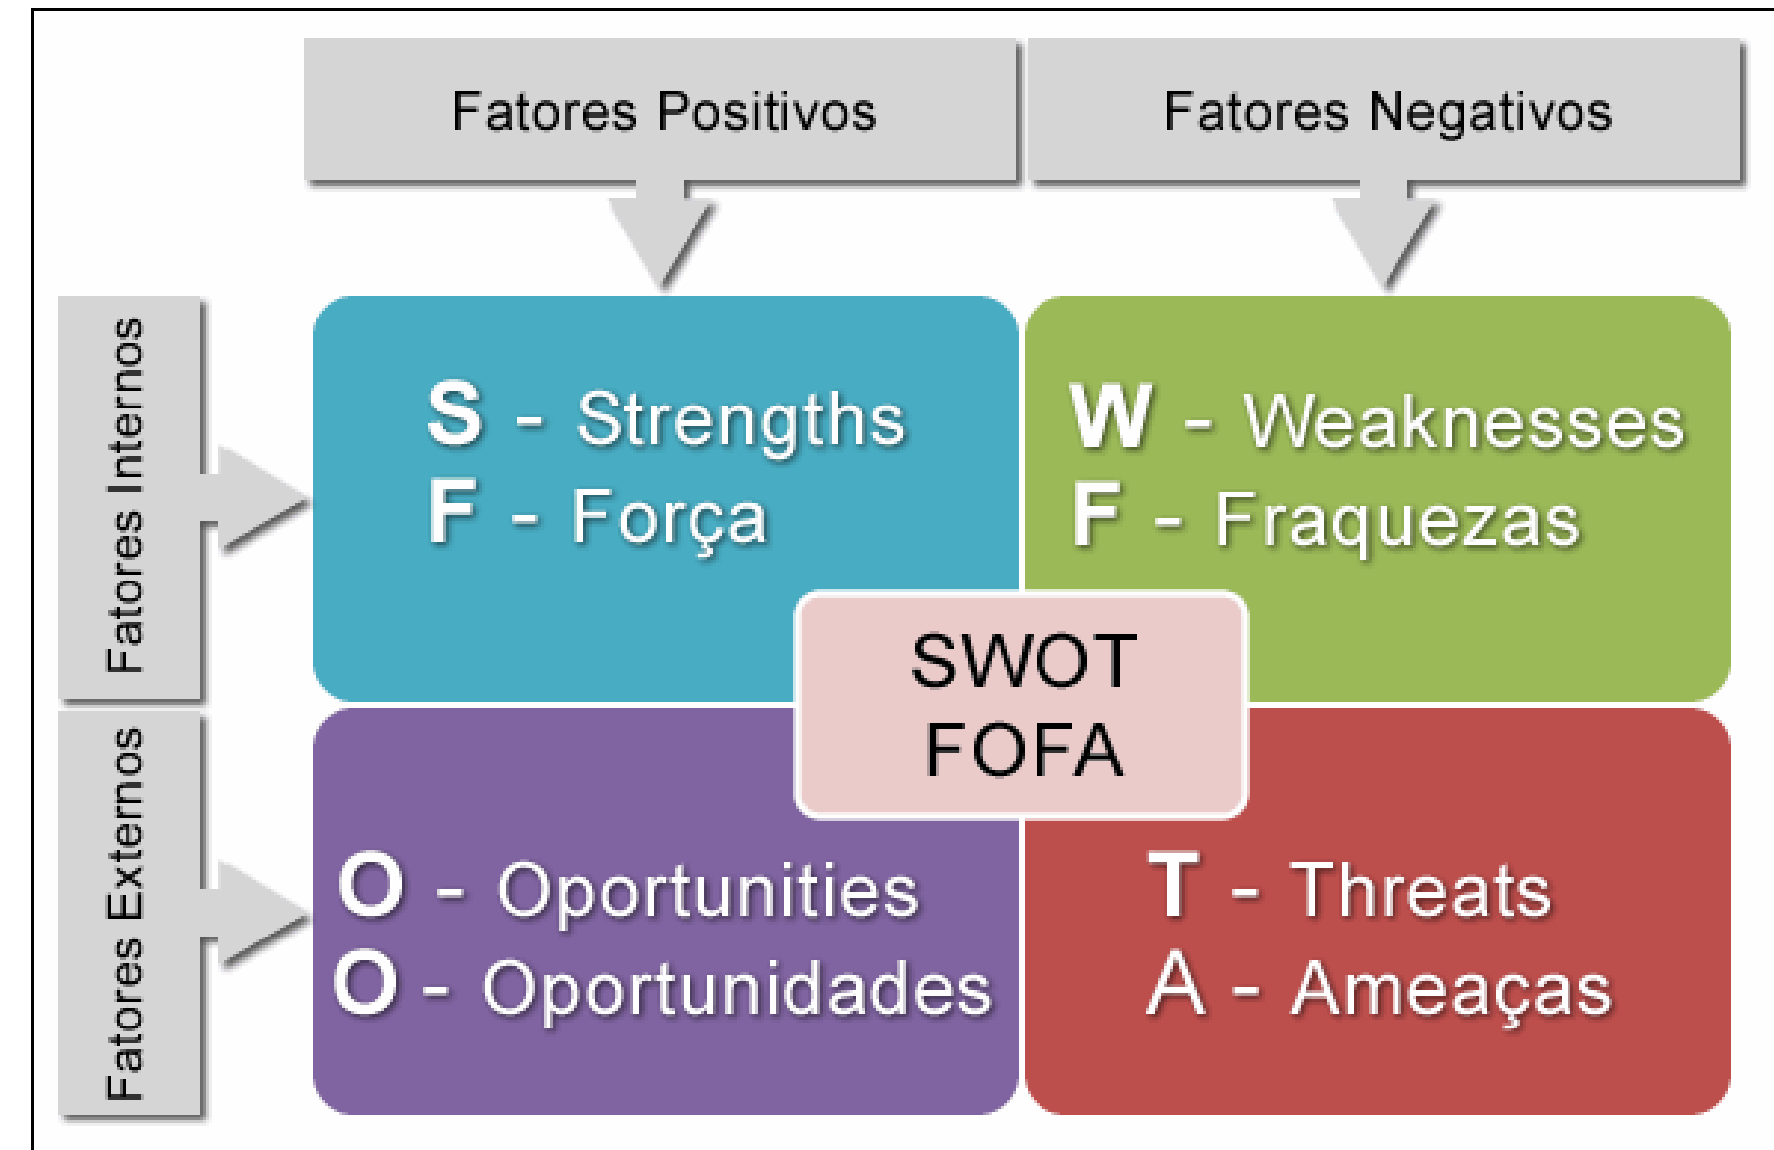 Fatores Positivos
Fatores Negativos
Fatores Internos
S - Strengths
F - Força
W - Weaknesses
F - Fraquezas
SWOT
FOFA
Fatores Externos
O - Oportunities
O - Oportunidades
T - Threats
A - Ameaças